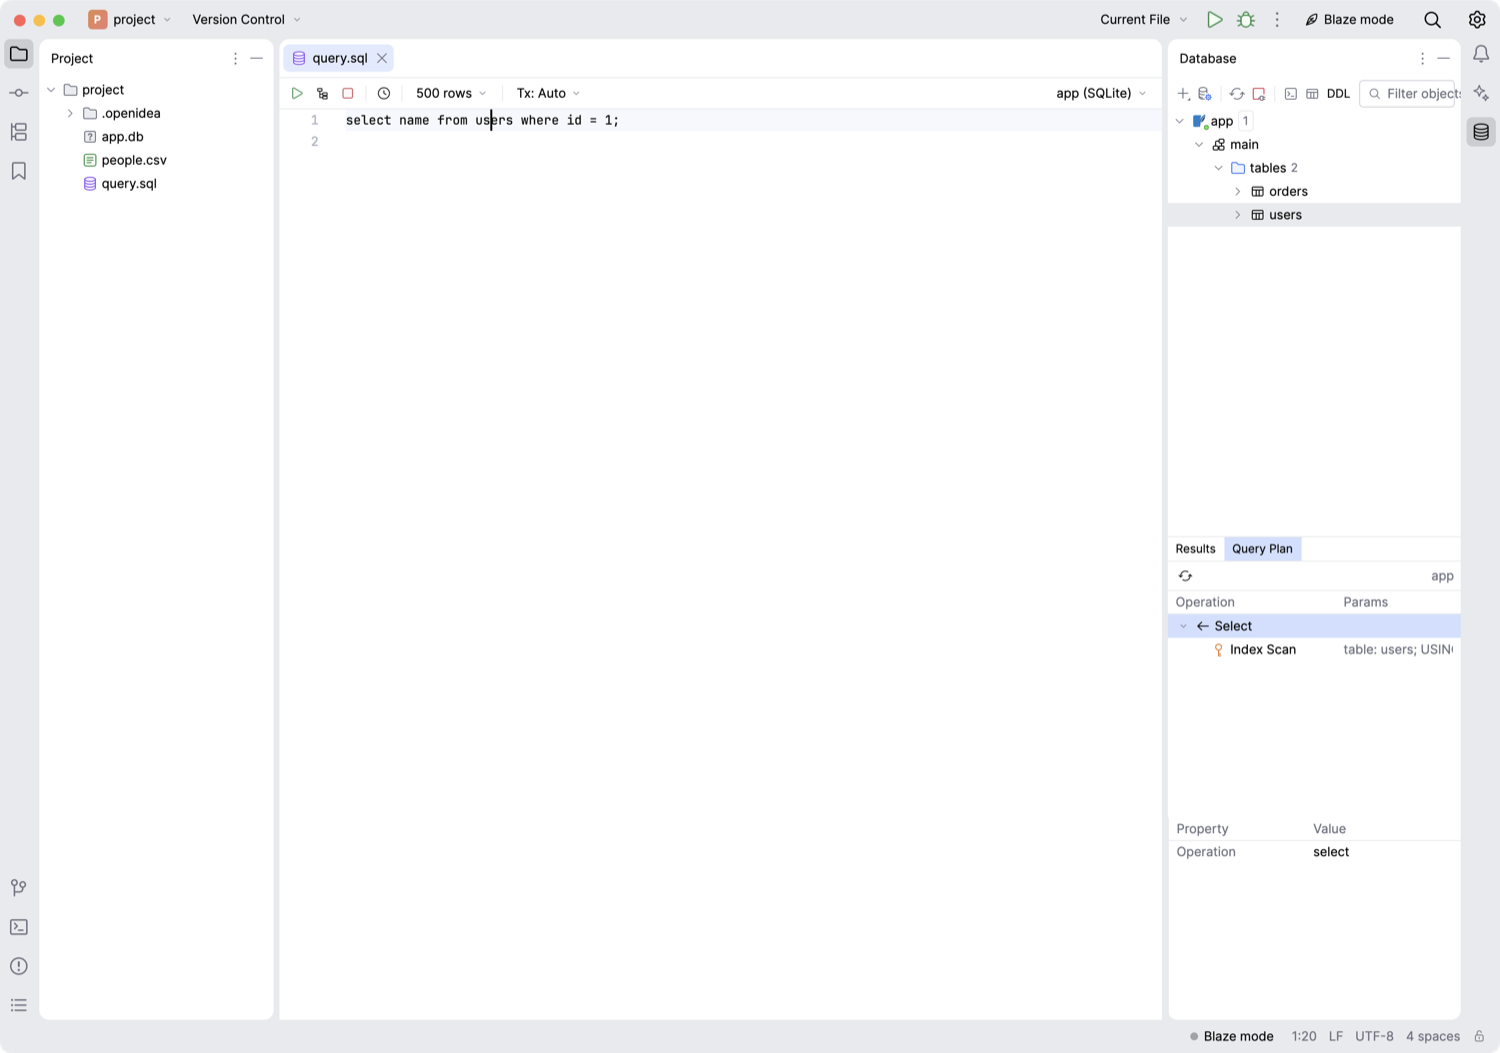 P project Version Control Current File Blaze mode
Project
project
.openidea
app.db
people.csv
query.sql
query.sql
500 rows Tx: Auto app (SQLite)
1 select name from users where id = 1;
2
Database
DDL Filter objects
app 1
main
tables 2
orders
users
Results Query Plan
app
Operation Params
Select
Index Scan table: users; USIN
Property Value
Operation select
Blaze mode 1:20 LF UTF-8 4 spaces